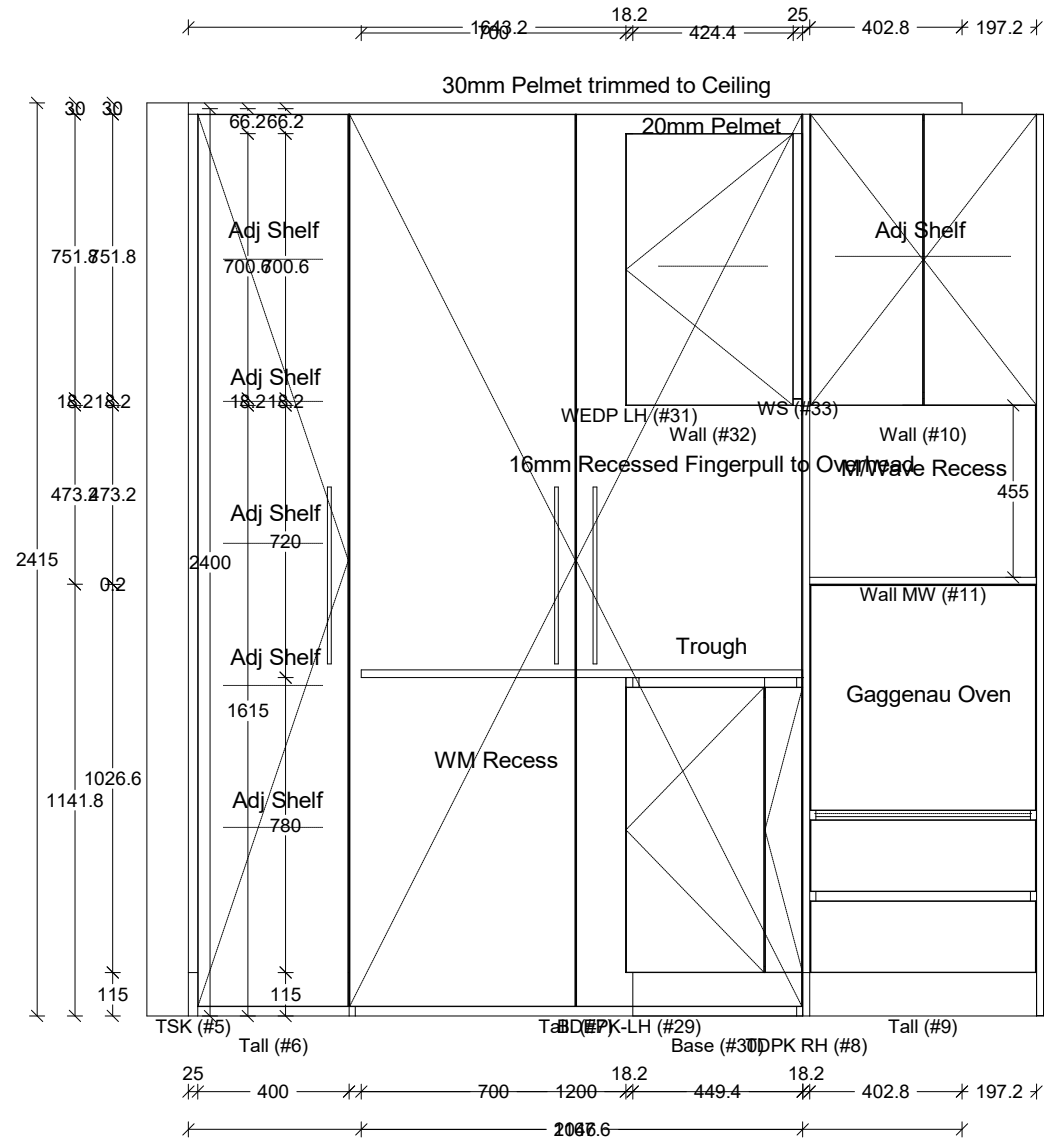 18.2 25
1643.2
700 424.4 402.8 197.2
30mm Pelmet trimmed to Ceiling
30 30
66.2 66.2
20mm Pelmet
Adj Shelf
Adj Shelf
751.8 751.8
700.6 700.6
Adj Shelf
18.2 18.2
18.2 18.2
WEDP LH (#31)
WS (#33)
Wall (#32)
Wall (#10)
16mm Recessed Fingerpull to Overhead
M/Wave Recess
473.2 473.2
455
Adj Shelf
720
2415
2400
0.2
Wall MW (#11)
Trough
Adj Shelf
Gaggenau Oven
1615
WM Recess
1026.6
1141.8
Adj Shelf
780
115
115
TSK (#5)
Tall (#7)
Tall (#9)
Tall (#6)
Base (#30)
TDPK RH (#8)
25 18.2 18.2
400 700 1200 449.4 402.8 197.2